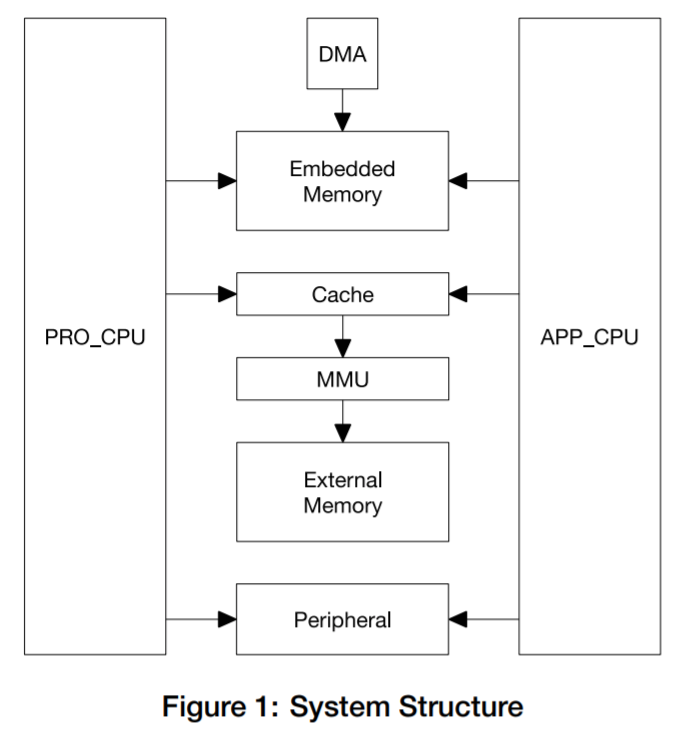 DMA
Embedded
Memory
Cache
PRO_CPU
APP_CPU
MMU
External
Memory
Peripheral
Figure 1: System Structure